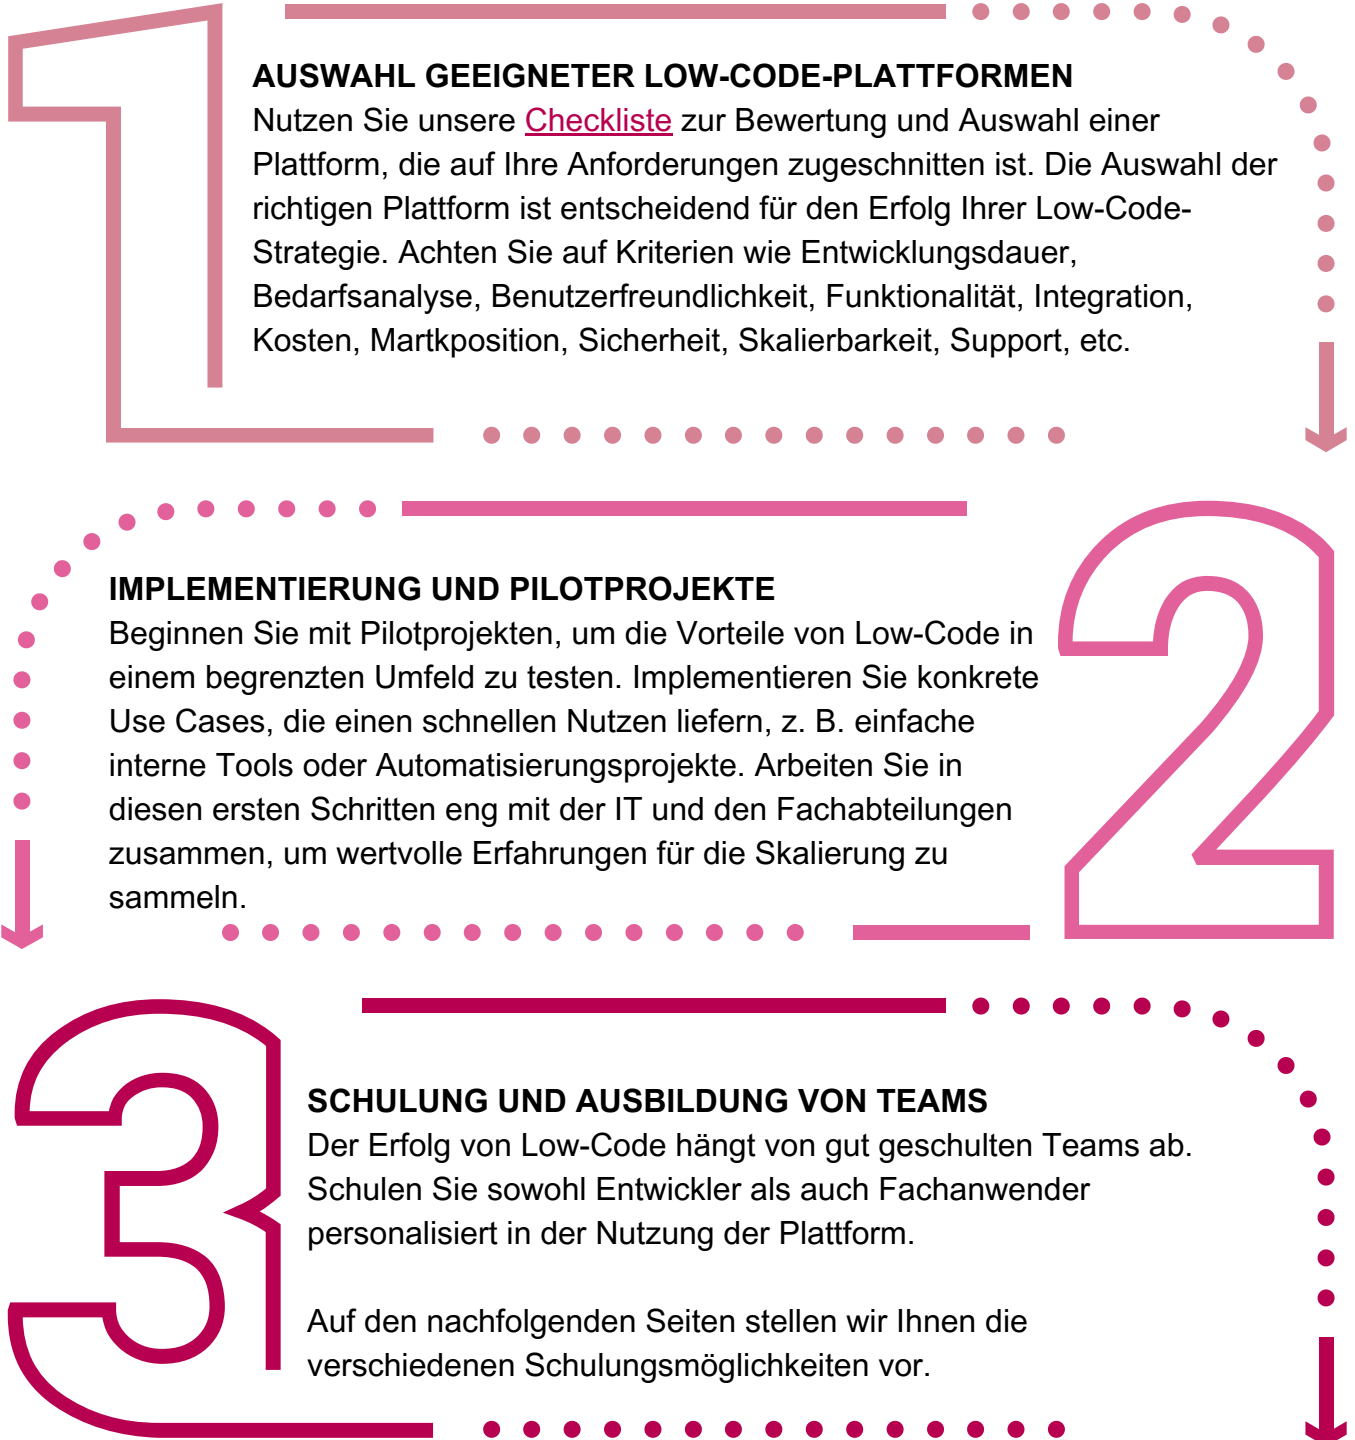 1
AUSWAHL GEEIGNETER LOW-CODE-PLATTFORMEN
Nutzen Sie unsere Checkliste zur Bewertung und Auswahl einer
Plattform, die auf Ihre Anforderungen zugeschnitten ist. Die Auswahl der
richtigen Plattform ist entscheidend für den Erfolg Ihrer Low-Code-
Strategie. Achten Sie auf Kriterien wie Entwicklungsdauer,
Bedarfsanalyse, Benutzerfreundlichkeit, Funktionalität, Integration,
Kosten, Martkposition, Sicherheit, Skalierbarkeit, Support, etc.
2
IMPLEMENTIERUNG UND PILOTPROJEKTE
Beginnen Sie mit Pilotprojekten, um die Vorteile von Low-Code in
einem begrenzten Umfeld zu testen. Implementieren Sie konkrete
Use Cases, die einen schnellen Nutzen liefern, z. B. einfache
interne Tools oder Automatisierungsprojekte. Arbeiten Sie in
diesen ersten Schritten eng mit der IT und den Fachabteilungen
zusammen, um wertvolle Erfahrungen für die Skalierung zu
sammeln.
3
SCHULUNG UND AUSBILDUNG VON TEAMS
Der Erfolg von Low-Code hängt von gut geschulten Teams ab.
Schulen Sie sowohl Entwickler als auch Fachanwender
personalisiert in der Nutzung der Plattform.
Auf den nachfolgenden Seiten stellen wir Ihnen die
verschiedenen Schulungsmöglichkeiten vor.